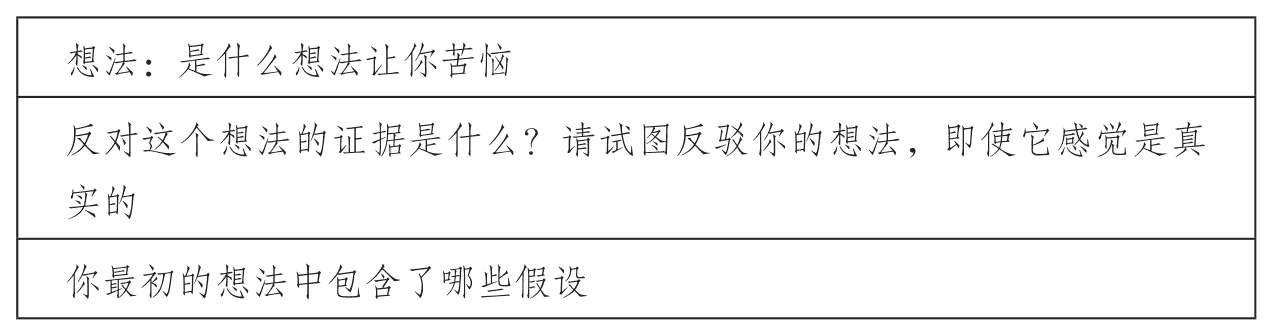 想法：是什么想法让你苦恼
反对这个想法的证据是什么？请试图反驳你的想法，即使它感觉是真
实的
你最初的想法中包含了哪些假设